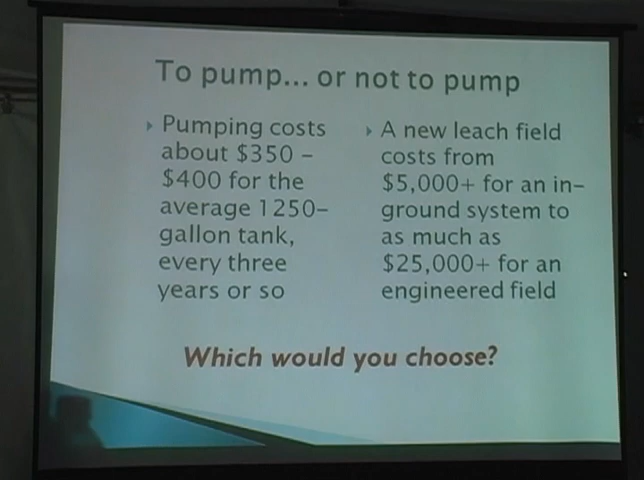 To pump... or not to pump
Pumping costs
about $350 –
$400 for the
average 1250–
gallon tank,
every three
years or so
A new leach field
costs from
$5,000+ for an in–
ground system to
as much as
$25,000+ for an
engineered field
Which would you choose?